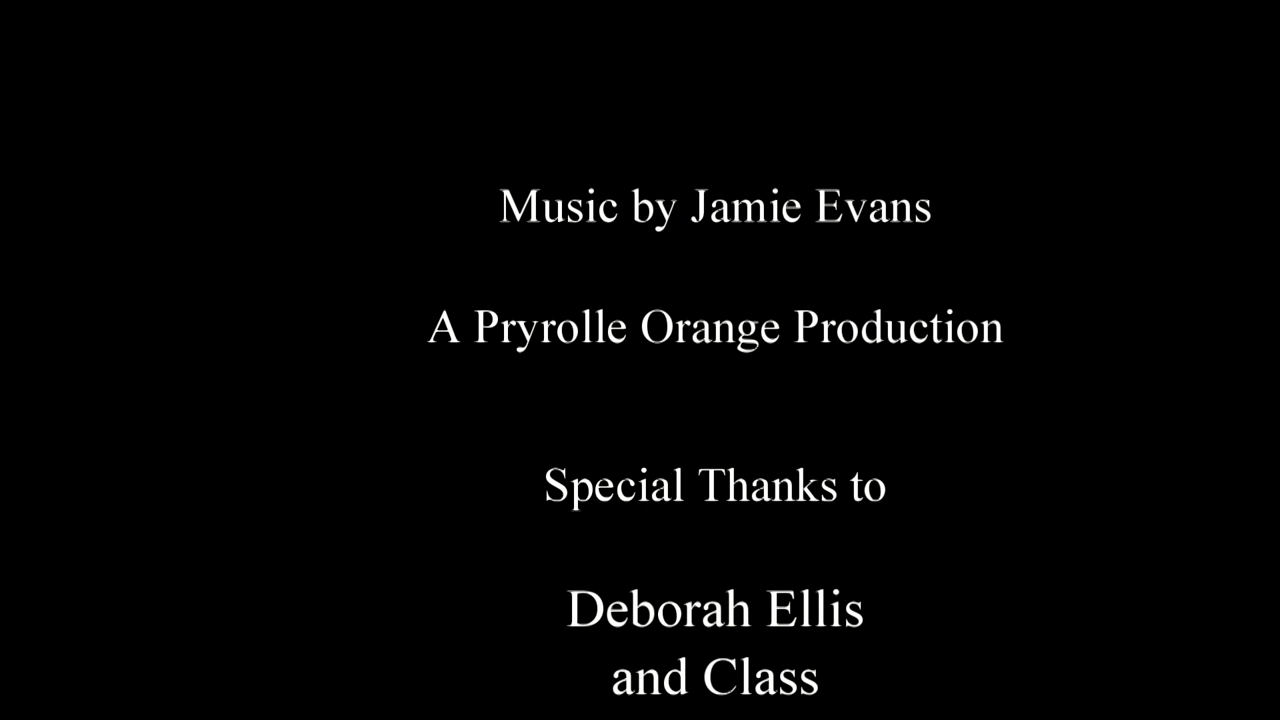 Music by Jamie Evans
A Pryrolle Orange Production
Special Thanks to
Deborah Ellis
and Class